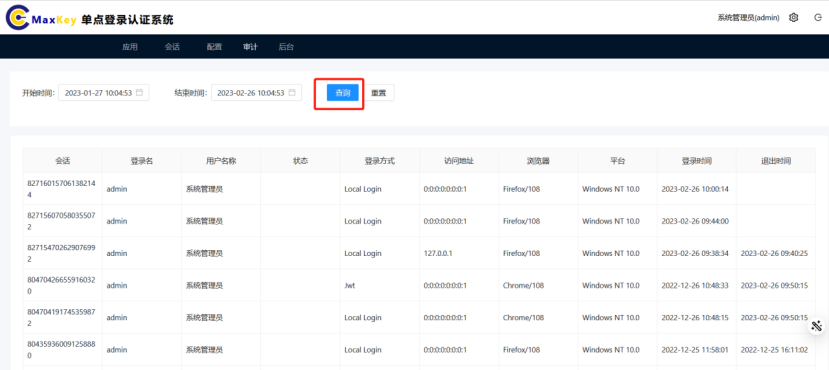 MaxKey 单点登录认证系统
系统管理员(admin)
应用 会话 配置 审计 后台
开始时间: 2023-01-27 10:04:53 结束时间: 2023-02-26 10:04:53 查询 重置
会话 登录名 用户名称 状态 登录方式 访问地址 浏览器 平台 登录时间 退出时间
82716015706138214
4 admin 系统管理员 Local Login 0:0:0:0:0:0:0:1 Firefox/108 Windows NT 10.0 2023-02-26 10:00:14
82715607058035507
2 admin 系统管理员 Local Login 0:0:0:0:0:0:0:1 Firefox/108 Windows NT 10.0 2023-02-26 09:44:00
82715470262907699
2 admin 系统管理员 Local Login 127.0.0.1 Firefox/108 Windows NT 10.0 2023-02-26 09:38:34 2023-02-26 09:40:25
80470426655916032
0 admin 系统管理员 Jwt 0:0:0:0:0:0:0:1 Chrome/108 Windows NT 10.0 2022-12-26 10:48:33 2023-02-26 09:50:15
80470419174535987
2 admin 系统管理员 Local Login 0:0:0:0:0:0:0:1 Chrome/108 Windows NT 10.0 2022-12-26 10:48:15 2023-02-26 09:50:15
80435936009125888
0 admin 系统管理员 Local Login 0:0:0:0:0:0:0:1 Firefox/108 Windows NT 10.0 2022-12-25 11:58:01 2022-12-25 16:11:02